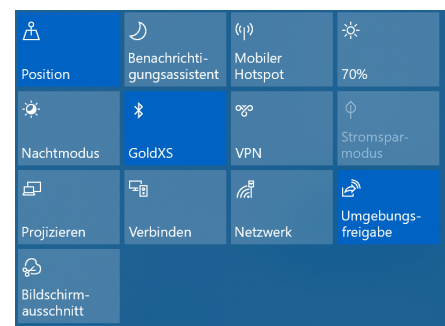 Position
Benachrichti-
gungsassistent
Mobiler
Hotspot
70%
Nachtmodus
GoldXS
VPN
Stromspar-
modus
Projizieren
Verbinden
Netzwerk
Umgebungs-
freigabe
Bildschirm-
ausschnitt